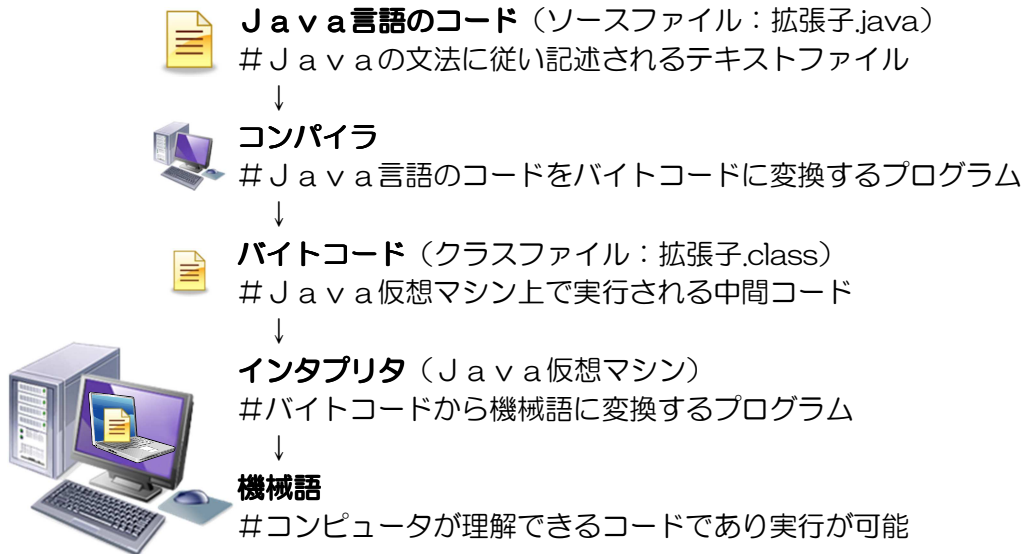 Ｊａｖａ言語のコード（ソースファイル：拡張子.java）
＃Ｊａｖａの文法に従い記述されるテキストファイル
↓
コンパイラ
＃Ｊａｖａ言語のコードをバイトコードに変換するプログラム
↓
バイトコード（クラスファイル：拡張子.class）
＃Ｊａｖａ仮想マシン上で実行される中間コード
↓
インタプリタ（Ｊａｖａ仮想マシン）
＃バイトコードから機械語に変換するプログラム
↓
機械語
＃コンピュータが理解できるコードであり実行が可能